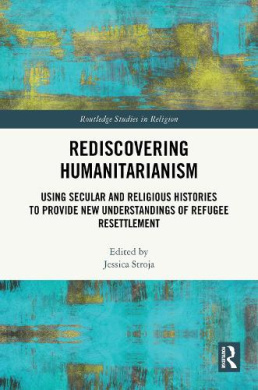 Routledge Studies in Religion
REDISCOVERING
HUMANITARIANISM
USING SECULAR AND RELIGIOUS HISTORIES
TO PROVIDE NEW UNDERSTANDINGS OF REFUGEE
RESETTLEMENT
Edited by
Jessica Stroja
ROUTLEDGE